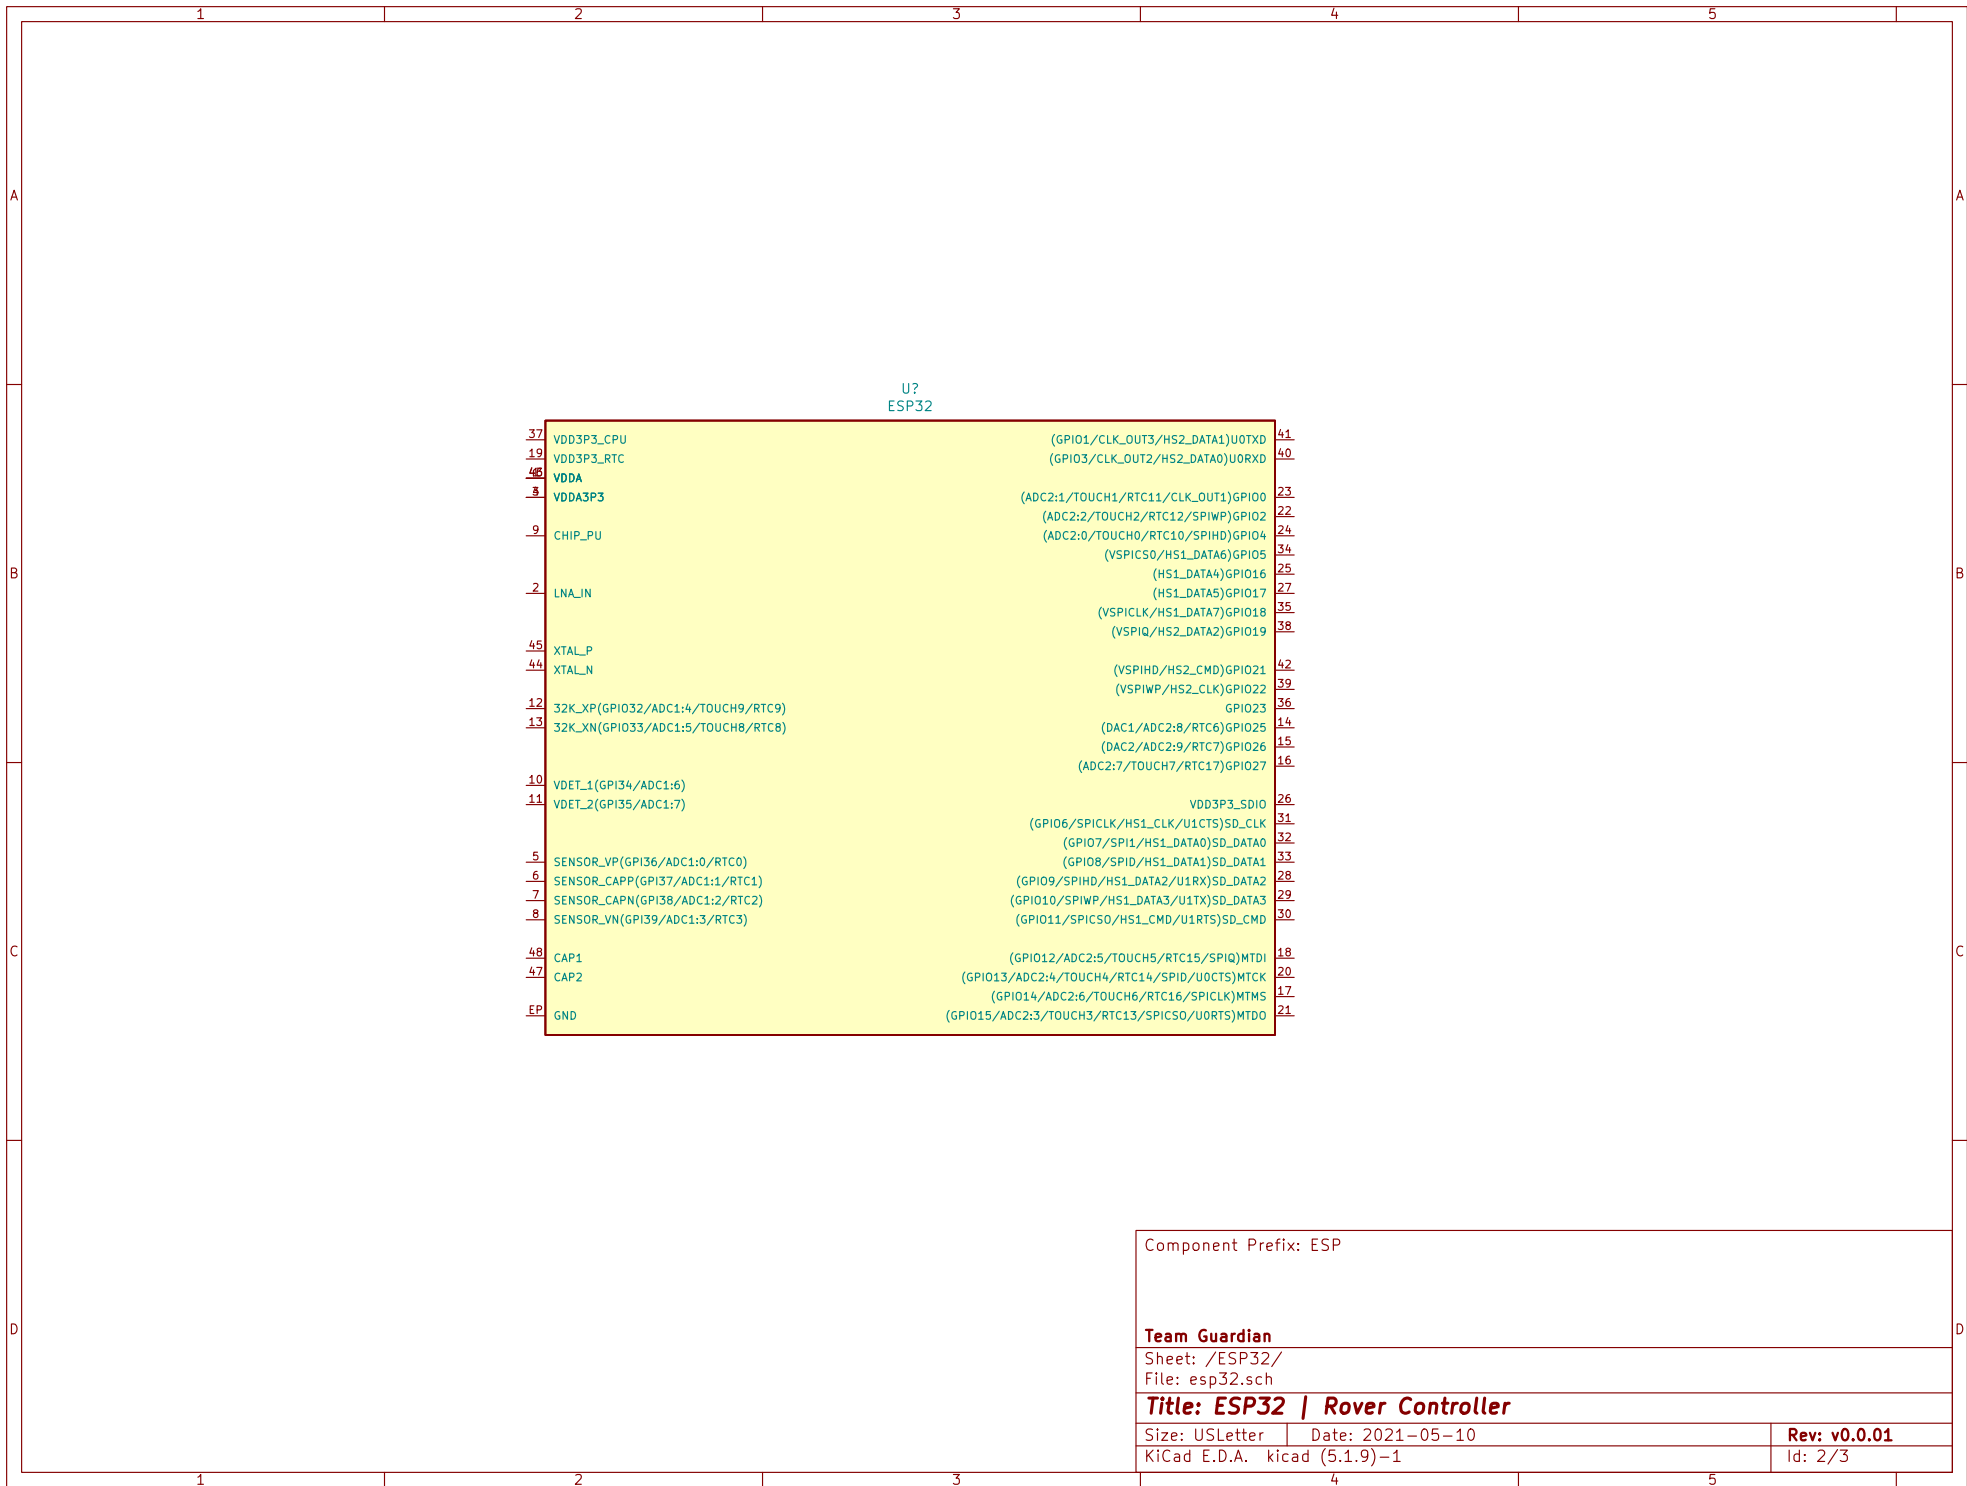 1 2 3 4 5
A A
B B
C C
D D
U?
ESP32
37 VDD3P3_CPU
19 VDD3P3_RTC
VDDA
VDDA3P3
9 CHIP_PU
2 LNA_IN
45 XTAL_P
44 XTAL_N
12 32K_XP(GPIO32/ADC1:4/TOUCH9/RTC9)
13 32K_XN(GPIO33/ADC1:5/TOUCH8/RTC8)
10 VDET_1(GPI34/ADC1:6)
11 VDET_2(GPI35/ADC1:7)
5 SENSOR_VP(GPI36/ADC1:0/RTC0)
6 SENSOR_CAPP(GPI37/ADC1:1/RTC1)
7 SENSOR_CAPN(GPI38/ADC1:2/RTC2)
8 SENSOR_VN(GPI39/ADC1:3/RTC3)
48 CAP1
47 CAP2
EP GND
(GPIO1/CLK_OUT3/HS2_DATA1)U0TXD 41
(GPIO3/CLK_OUT2/HS2_DATA0)U0RXD 40
(ADC2:1/TOUCH1/RTC11/CLK_OUT1)GPIO0 23
(ADC2:2/TOUCH2/RTC12/SPIWP)GPIO2 22
(ADC2:0/TOUCH0/RTC10/SPIHD)GPIO4 24
(VSPICS0/HS1_DATA6)GPIO5 34
(HS1_DATA4)GPIO16 25
(HS1_DATA5)GPIO17 27
(VSPICLK/HS1_DATA7)GPIO18 35
(VSPIQ/HS2_DATA2)GPIO19 38
(VSPIHD/HS2_CMD)GPIO21 42
(VSPIWP/HS2_CLK)GPIO22 39
GPIO23 36
(DAC1/ADC2:8/RTC6)GPIO25 14
(DAC2/ADC2:9/RTC7)GPIO26 15
(ADC2:7/TOUCH7/RTC17)GPIO27 16
VDD3P3_SDIO 26
(GPIO6/SPICLK/HS1_CLK/U1CTS)SD_CLK 31
(GPIO7/SPI1/HS1_DATA0)SD_DATA0 32
(GPIO8/SPID/HS1_DATA1)SD_DATA1 33
(GPIO9/SPIHD/HS1_DATA2/U1RX)SD_DATA2 28
(GPIO10/SPIWP/HS1_DATA3/U1TX)SD_DATA3 29
(GPIO11/SPICSO/HS1_CMD/U1RTS)SD_CMD 30
(GPIO12/ADC2:5/TOUCH5/RTC15/SPIQ)MTDI 18
(GPIO13/ADC2:4/TOUCH4/RTC14/SPID/U0CTS)MTCK 20
(GPIO14/ADC2:6/TOUCH6/RTC16/SPICLK)MTMS 17
(GPIO15/ADC2:3/TOUCH3/RTC13/SPICSO/U0RTS)MTDO 21
Component Prefix: ESP
Team Guardian
Sheet: /ESP32/
File: esp32.sch
Title: ESP32 | Rover Controller
Size: USLetter Date: 2021-05-10 Rev: v0.0.01
KiCad E.D.A. kicad (5.1.9)-1 Id: 2/3
1 2 3 4 5